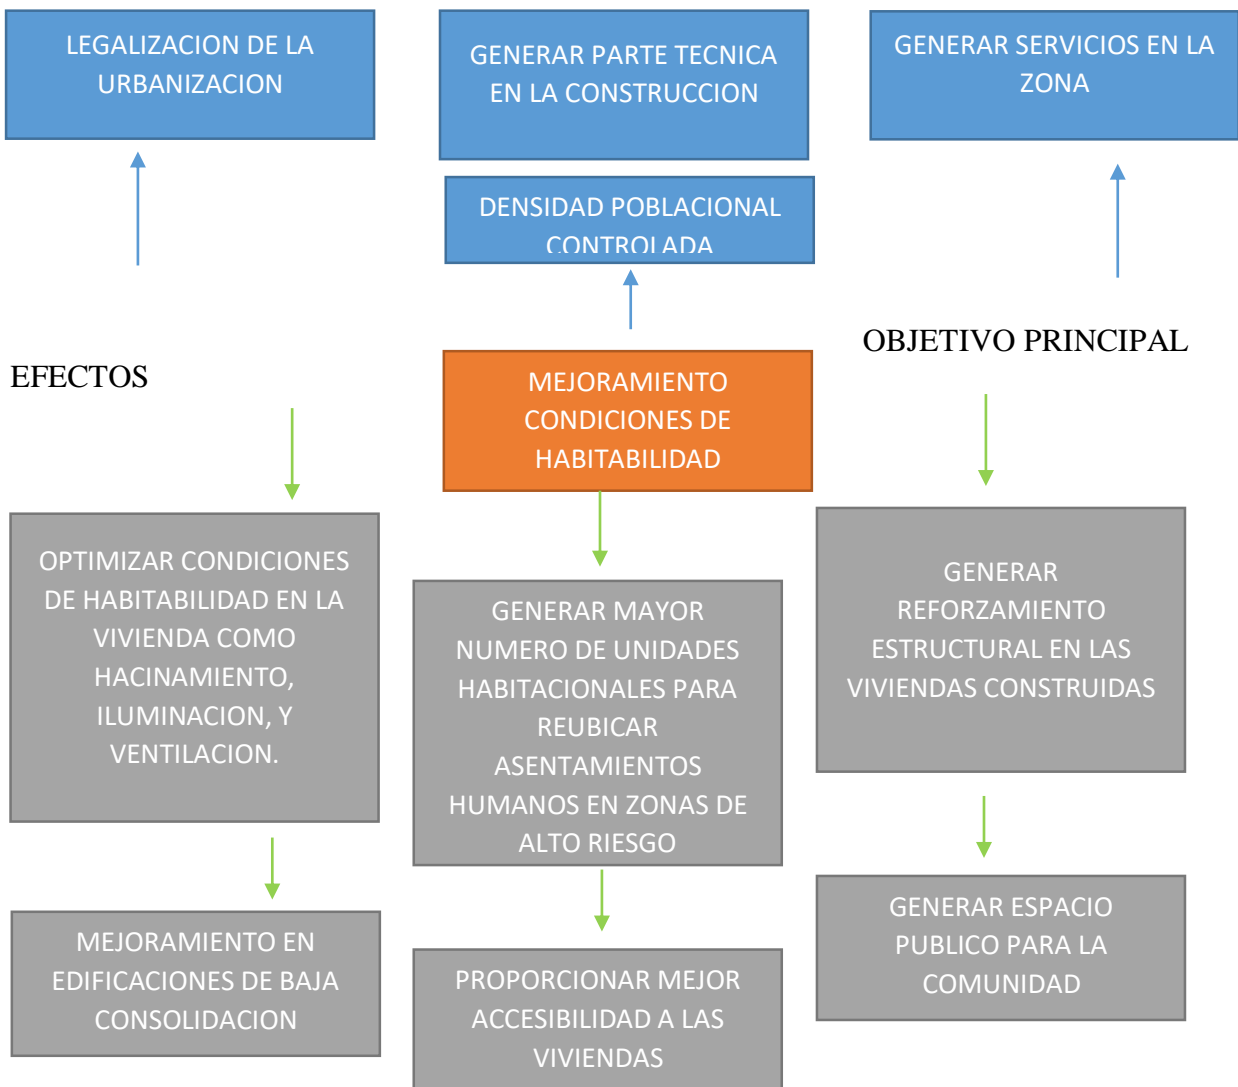 LEGALIZACION DE LA
URBANIZACION
GENERAR PARTE TECNICA
EN LA CONSTRUCCION
GENERAR SERVICIOS EN LA
ZONA
DENSIDAD POBLACIONAL
CONTROLADA
OBJETIVO PRINCIPAL
EFECTOS
MEJORAMIENTO
CONDICIONES DE
HABITABILIDAD
OPTIMIZAR CONDICIONES
DE HABITABILIDAD EN LA
VIVIENDA COMO
HACINAMIENTO,
ILUMINACION, Y
VENTILACION.
GENERAR MAYOR
NUMERO DE UNIDADES
HABITACIONALES PARA
REUBICAR
ASENTAMIENTOS
HUMANOS EN ZONAS DE
ALTO RIESGO
GENERAR
REFORZAMIENTO
ESTRUCTURAL EN LAS
VIVIENDAS CONSTRUIDAS
MEJORAMIENTO EN
EDIFICACIONES DE BAJA
CONSOLIDACION
PROPORCIONAR MEJOR
ACCESIBILIDAD A LAS
VIVIENDAS
GENERAR ESPACIO
PUBLICO PARA LA
COMUNIDAD